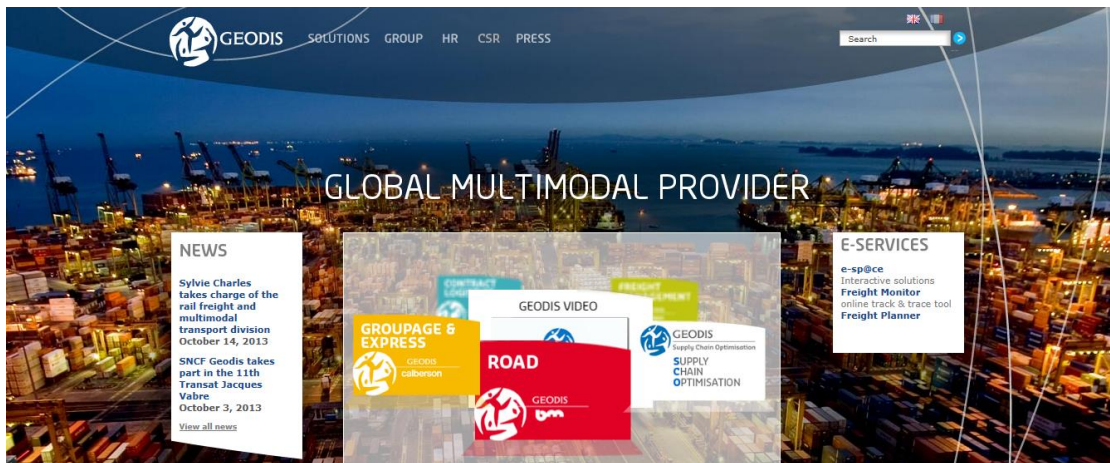 GEODIS
SOLUTIONS GROUP HR CSR PRESS
Search
GLOBAL MULTIMODAL PROVIDER
NEWS
Sylvie Charles
takes charge of the
rail freight and
multimodal
transport division
October 14, 2013
SNCF Geodis takes
part in the 11th
Transat Jacques
Vabre
October 3, 2013
View all news
CONTRACT
FREIGHT
GEODIS VIDEO
GROUPAGE &
EXPRESS
GEODIS
calberson
ROAD
GEODIS
bm
GEODIS
Supply Chain Optimisation
SUPPLY
CHAIN
OPTIMISATION
E-SERVICES
e-sp@ce
Interactive solutions
Freight Monitor
online track & trace tool
Freight Planner